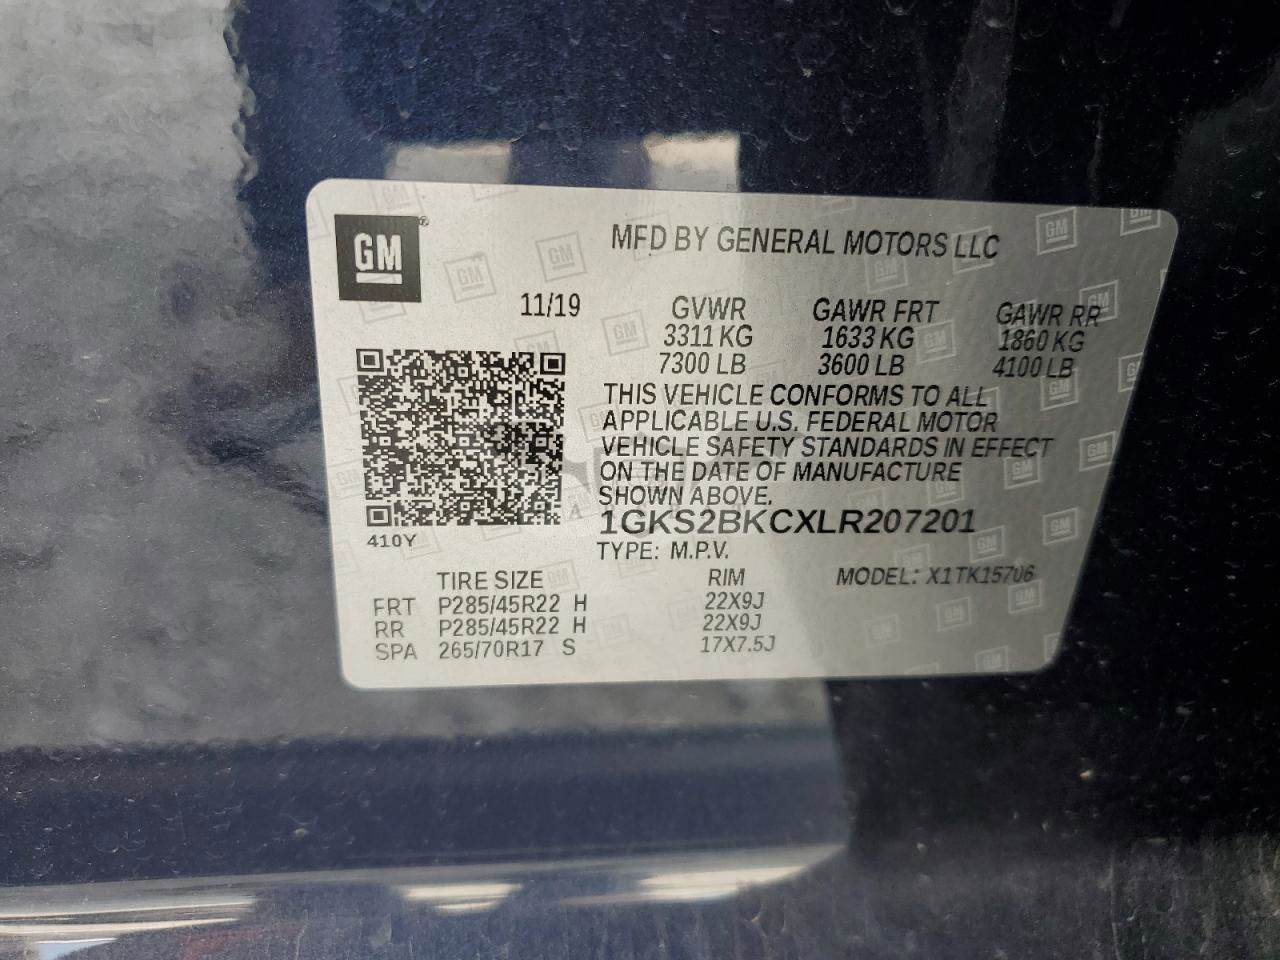 GM
MFD BY GENERAL MOTORS LLC
11/19 GVWR GAWR FRT GAWR RR
3311 KG 1633 KG 1860 KG
7300 LB 3600 LB 4100 LB
THIS VEHICLE CONFORMS TO ALL
APPLICABLE U.S. FEDERAL MOTOR
VEHICLE SAFETY STANDARDS IN EFFECT
ON THE DATE OF MANUFACTURE
SHOWN ABOVE.
1GKS2BKCXLR207201
410Y
TYPE: M.P.V.
TIRE SIZE RIM MODEL: X1TK15706
FRT P285/45R22 H 22X9J
RR P285/45R22 H 22X9J
SPA 265/70R17 S 17X7.5J